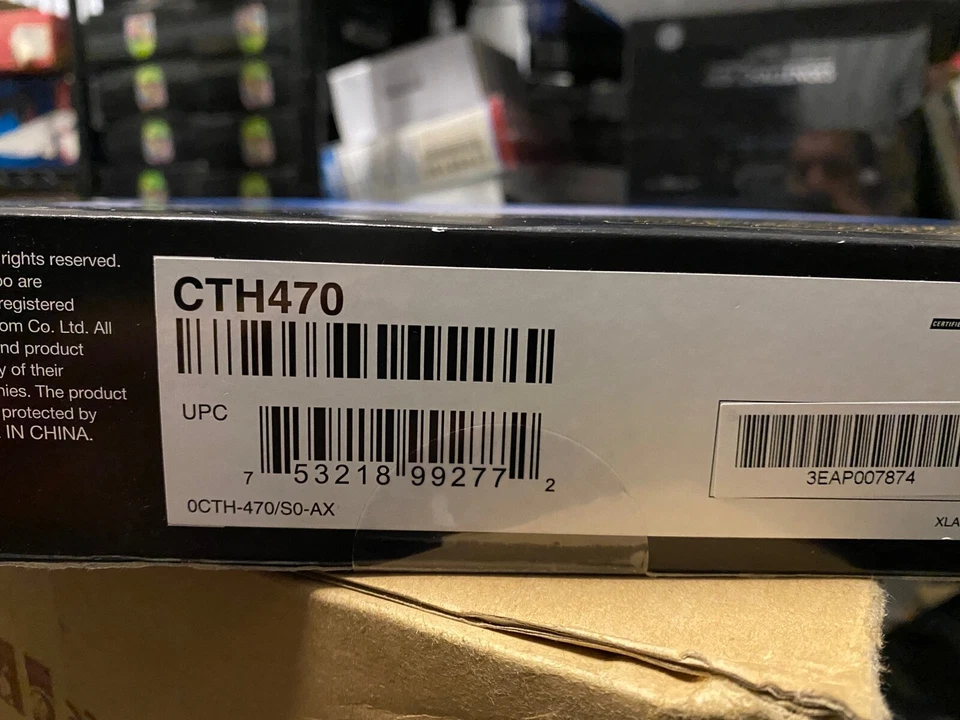 rights reserved.
oo are
registered
om Co. Ltd. All
nd product
y of their
nies. The product
protected by
IN CHINA.
CTH470
UPC
7 53218 99277 2
0CTH-470/S0-AX
CERTIFIE
3EAP007874
XLA